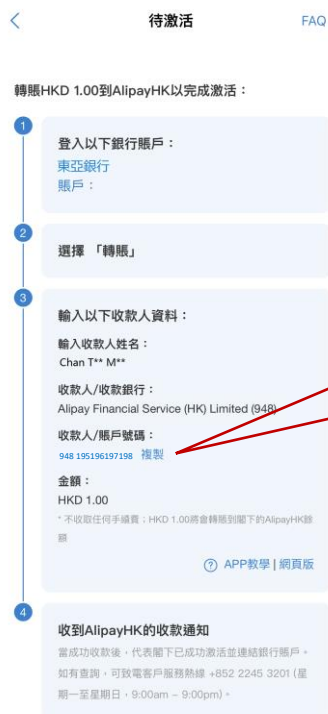 待激活
FAQ
轉賬HKD 1.00到AlipayHK以完成激活：
1
登入以下銀行賬戶：
東亞銀行
賬戶：
2
選擇 「轉賬」
3
輸入以下收款人資料：
輸入收款人姓名：
Chan T** M**
收款人/收款銀行：
Alipay Financial Service (HK) Limited (948)
收款人/賬戶號碼：
948 195196197198 複製
金額：
HKD 1.00
* 不收取任何手續費；HKD 1.00將會轉賬到閣下的AlipayHK餘
額
? APP教學 | 網頁版
4
收到AlipayHK的收款通知
當成功收款後，代表閣下已成功激活並連結銀行賬戶。
如有查詢，可致電客戶服務熱線 +852 2245 3201 (星
期一至星期日，9:00am – 9:00pm)。